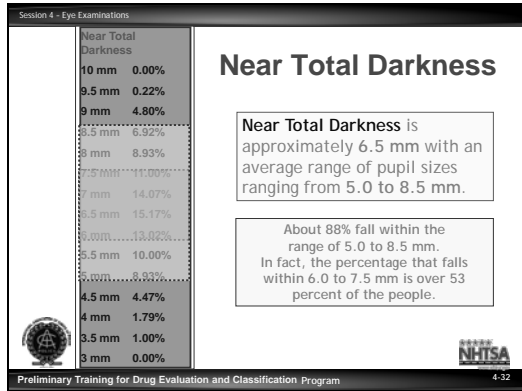 Session 4 - Eye Examinations
Near Total
Darkness
10 mm 0.00%
9.5 mm 0.22%
9 mm 4.80%
8.5 mm 6.92%
8 mm 8.93%
7.5 mm 11.00%
7 mm 14.07%
6.5 mm 15.17%
6 mm 13.02%
5.5 mm 10.00%
5 mm 8.93%
4.5 mm 4.47%
4 mm 1.79%
3.5 mm 1.00%
3 mm 0.00%
Near Total Darkness
Near Total Darkness is
approximately 6.5 mm with an
average range of pupil sizes
ranging from 5.0 to 8.5 mm.
About 88% fall within the
range of 5.0 to 8.5 mm.
In fact, the percentage that falls
within 6.0 to 7.5 mm is over 53
percent of the people.
NHTSA
Preliminary Training for Drug Evaluation and Classification Program
4-32